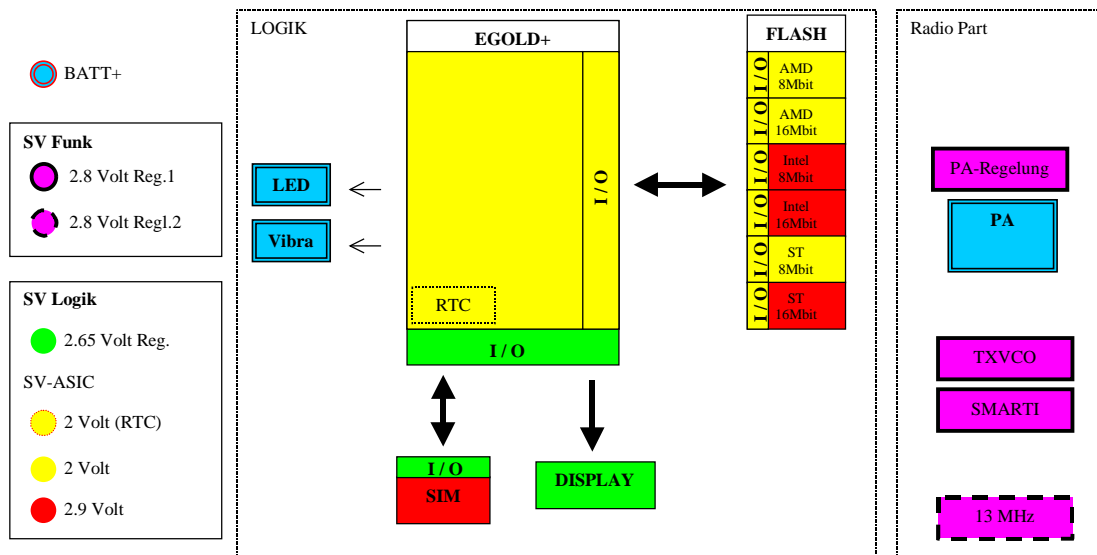 BATT+
SV Funk
2.8 Volt Reg.1
2.8 Volt Regl.2
SV Logik
2.65 Volt Reg.
SV-ASIC
2 Volt (RTC)
2 Volt
2.9 Volt
LOGIK
EGOLD+
I / O
RTC
I / O
LED
Vibra
FLASH
I / O
AMD
8Mbit
I / O
AMD
16Mbit
I / O
Intel
8Mbit
I / O
Intel
16Mbit
I / O
ST
8Mbit
I / O
ST
16Mbit
I / O
SIM
DISPLAY
Radio Part
PA-Regelung
PA
TXVCO
SMARTI
13 MHz